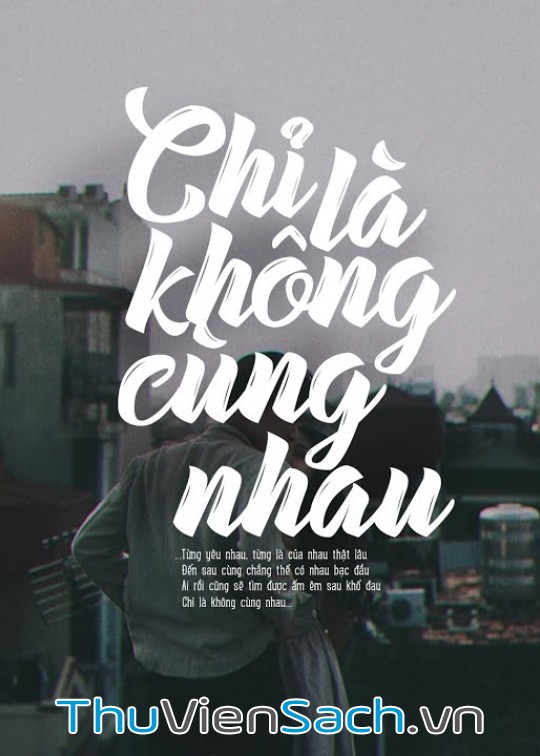 Chỉ là
không
cùng
nhau
...Từng yêu nhau, từng là của nhau thật lâu
Đến sau cùng chẳng thể có nhau bạc đầu
Ai rồi cũng sẽ tìm được ấm êm sau khổ đau
Chỉ là không cùng nhau...
ThuVienSach.vn